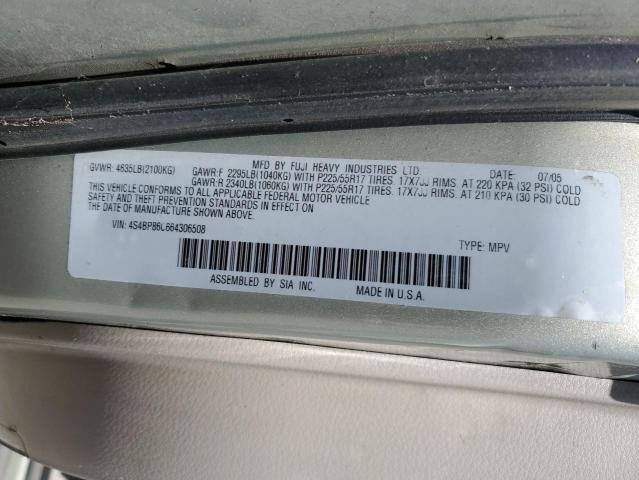 MFD BY FUJI HEAVY INDUSTRIES LTD. DATE: 07/05
GVWR: 4635LB(2100KG) GAWR:F 2295LB(1040KG) WITH P225/55R17 TIRES. 17X7JJ RIMS. AT 220 KPA (32 PSI) COLD
GAWR:R 2340LB(1060KG) WITH P225/55R17 TIRES. 17X7JJ RIMS. AT 210 KPA (30 PSI) COLD
THIS VEHICLE CONFORMS TO ALL APPLICABLE FEDERAL MOTOR VEHICLE
SAFETY AND THEFT PREVENTION STANDARDS IN EFFECT ON
THE DATE OF MANUFACTURE SHOWN ABOVE.
VIN: TYPE: MPV
ASSEMBLED BY SIA INC. MADE IN U.S.A.